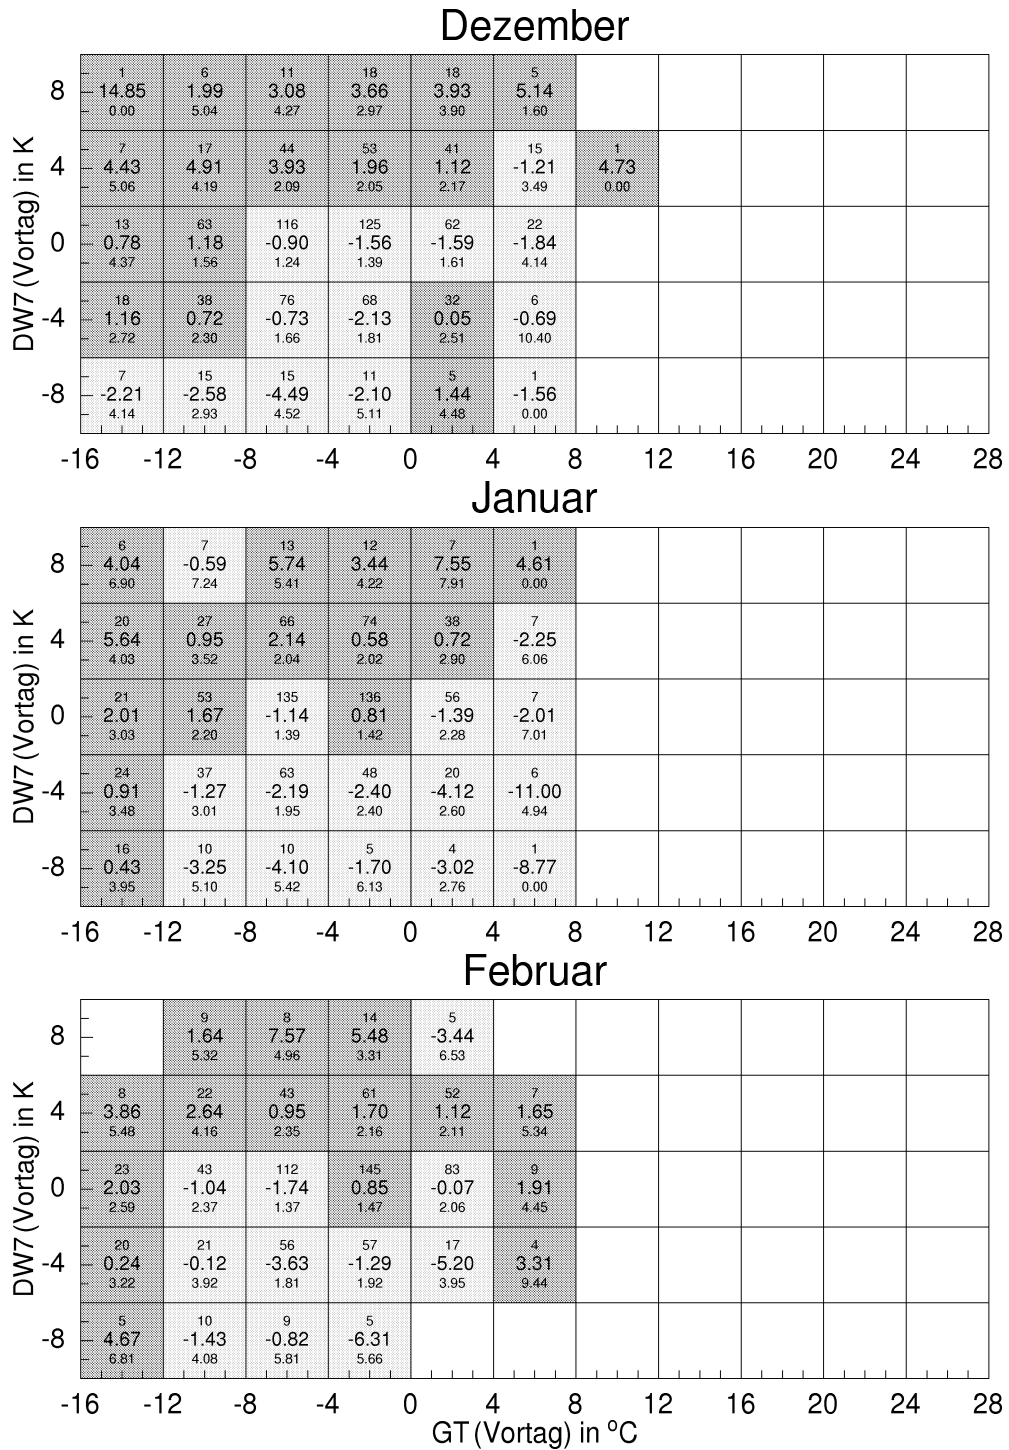 Dezember
1 6 11 18 18 5
8 14.85 1.99 3.08 3.66 3.93 5.14
0.00 5.04 4.27 2.97 3.90 1.60
7 17 44 53 41 15 1
4 4.43 4.91 3.93 1.96 1.12 -1.21 4.73
5.06 4.19 2.09 2.05 2.17 3.49 0.00
13 63 116 125 62 22
0 0.78 1.18 -0.90 -1.56 -1.59 -1.84
4.37 1.56 1.24 1.39 1.61 4.14
18 38 76 68 32 6
-4 1.16 0.72 -0.73 -2.13 0.05 -0.69
2.72 2.30 1.66 1.81 2.51 10.40
7 15 15 11 5 1
-8 -2.21 -2.58 -4.49 -2.10 1.44 -1.56
4.14 2.93 4.52 5.11 4.48 0.00
DW7 (Vortag) in K
-16 -12 -8 -4 0 4 8 12 16 20 24 28
Januar
6 7 13 12 7 1
8 4.04 -0.59 5.74 3.44 7.55 4.61
6.90 7.24 5.41 4.22 7.91 0.00
20 27 66 74 38 7
4 5.64 0.95 2.14 0.58 0.72 -2.25
4.03 3.52 2.04 2.02 2.90 6.06
21 53 135 136 56 7
0 2.01 1.67 -1.14 0.81 -1.39 -2.01
3.03 2.20 1.39 1.42 2.28 7.01
24 37 63 48 20 6
-4 0.91 -1.27 -2.19 -2.40 -4.12 -11.00
3.48 3.01 1.95 2.40 2.60 4.94
16 10 10 5 4 1
-8 0.43 -3.25 -4.10 -1.70 -3.02 -8.77
3.95 5.10 5.42 6.13 2.76 0.00
DW7 (Vortag) in K
-16 -12 -8 -4 0 4 8 12 16 20 24 28
Februar
9 8 14 5
8 1.64 7.57 5.48 -3.44
5.32 4.96 3.31 6.53
8 22 43 61 52 7
4 3.86 2.64 0.95 1.70 1.12 1.65
5.48 4.16 2.35 2.16 2.11 5.34
23 43 112 145 83 9
0 2.03 -1.04 -1.74 0.85 -0.07 1.91
2.59 2.37 1.37 1.47 2.06 4.45
20 21 56 57 17 4
-4 0.24 -0.12 -3.63 -1.29 -5.20 3.31
3.22 3.92 1.81 1.92 3.95 9.44
5 10 9 5
-8 4.67 -1.43 -0.82 -6.31
6.81 4.08 5.81 5.66
DW7 (Vortag) in K
-16 -12 -8 -4 0 4 8 12 16 20 24 28
GT (Vortag) in °C